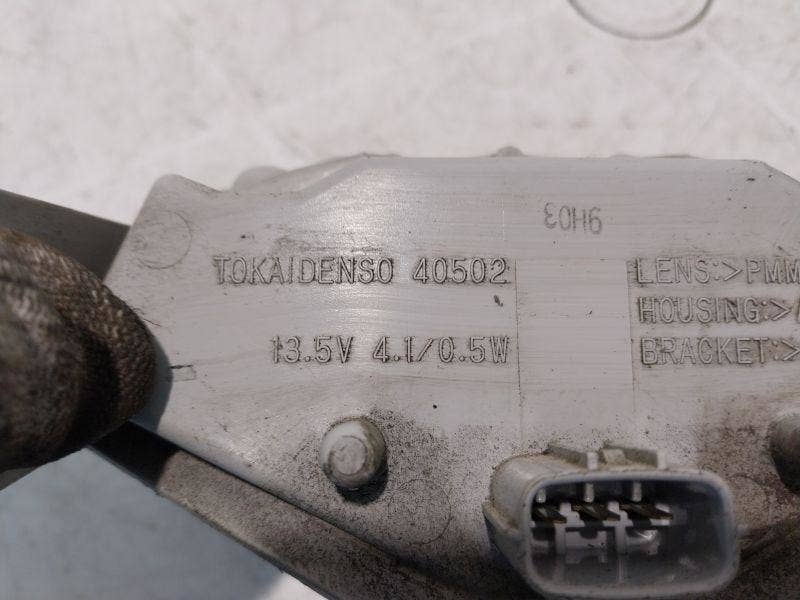 9H03
TOKAIDENSO 40502
13.5V 4.1/0.5W
LENS:>PMM
HOUSING:>
BRACKET:>